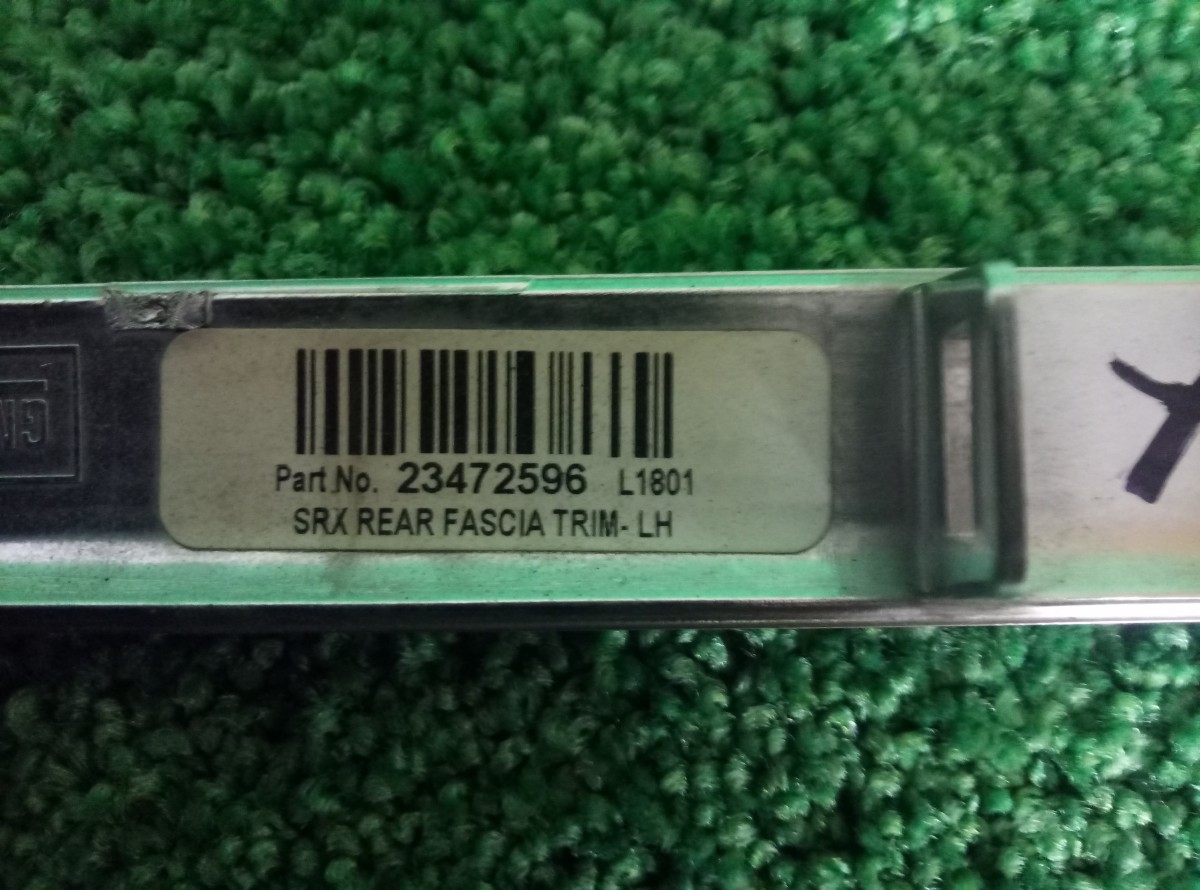 Part No. 23472596 L1801
SRX REAR FASCIA TRIM- LH